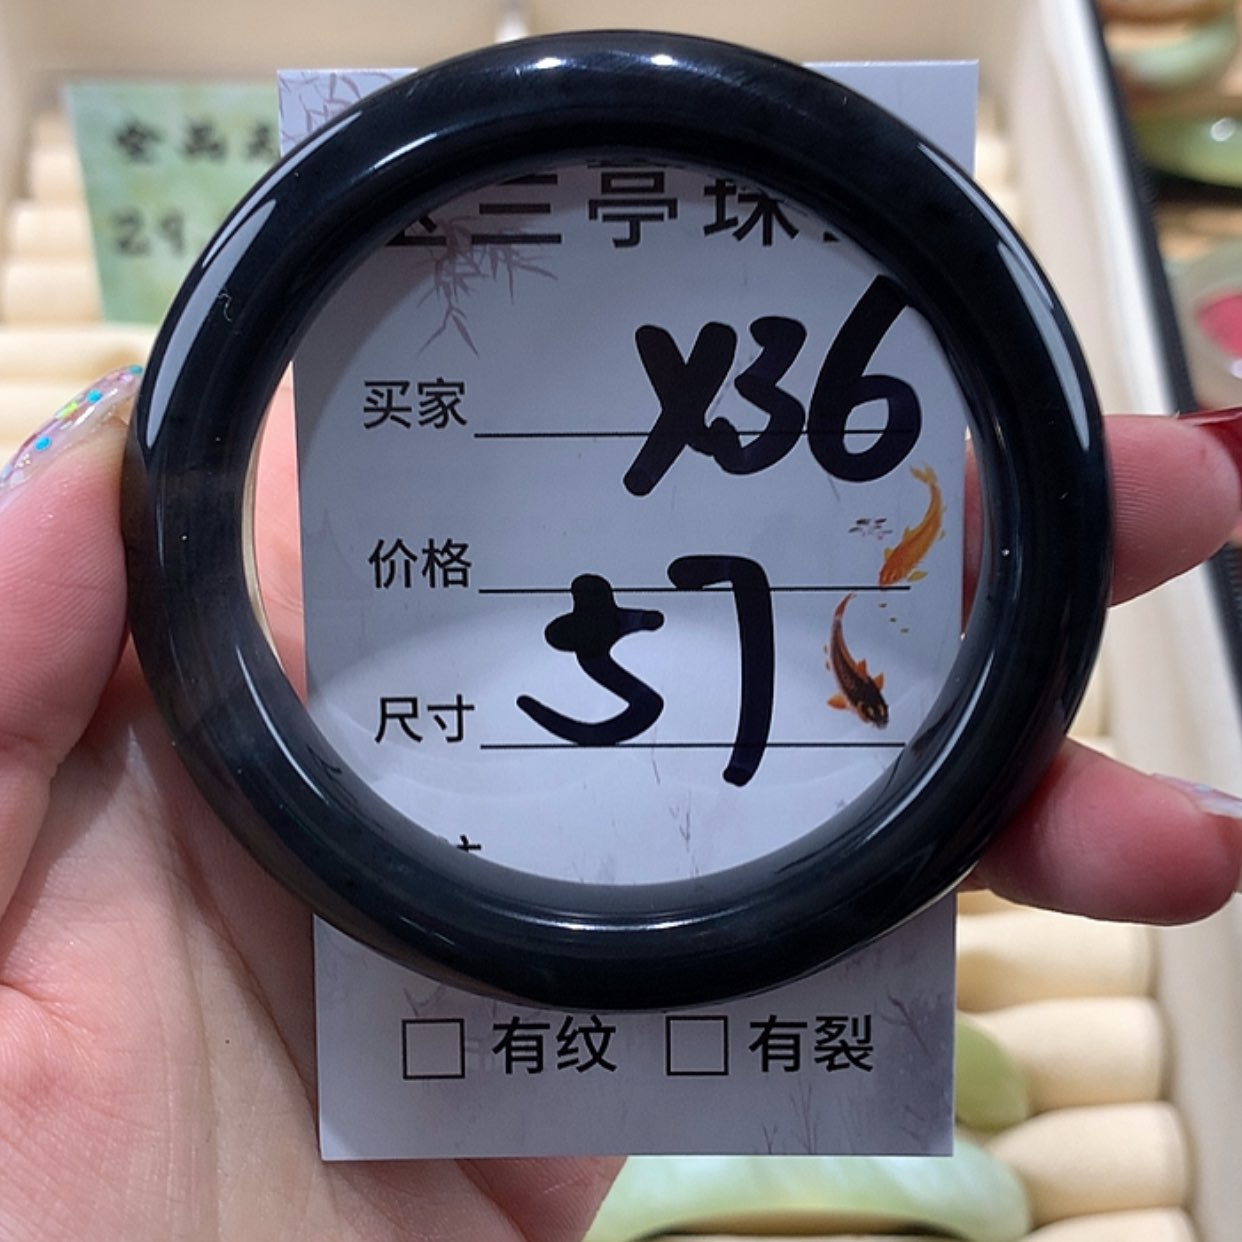 三亭珠
买家 X36
价格
尺寸 57
有纹 有裂